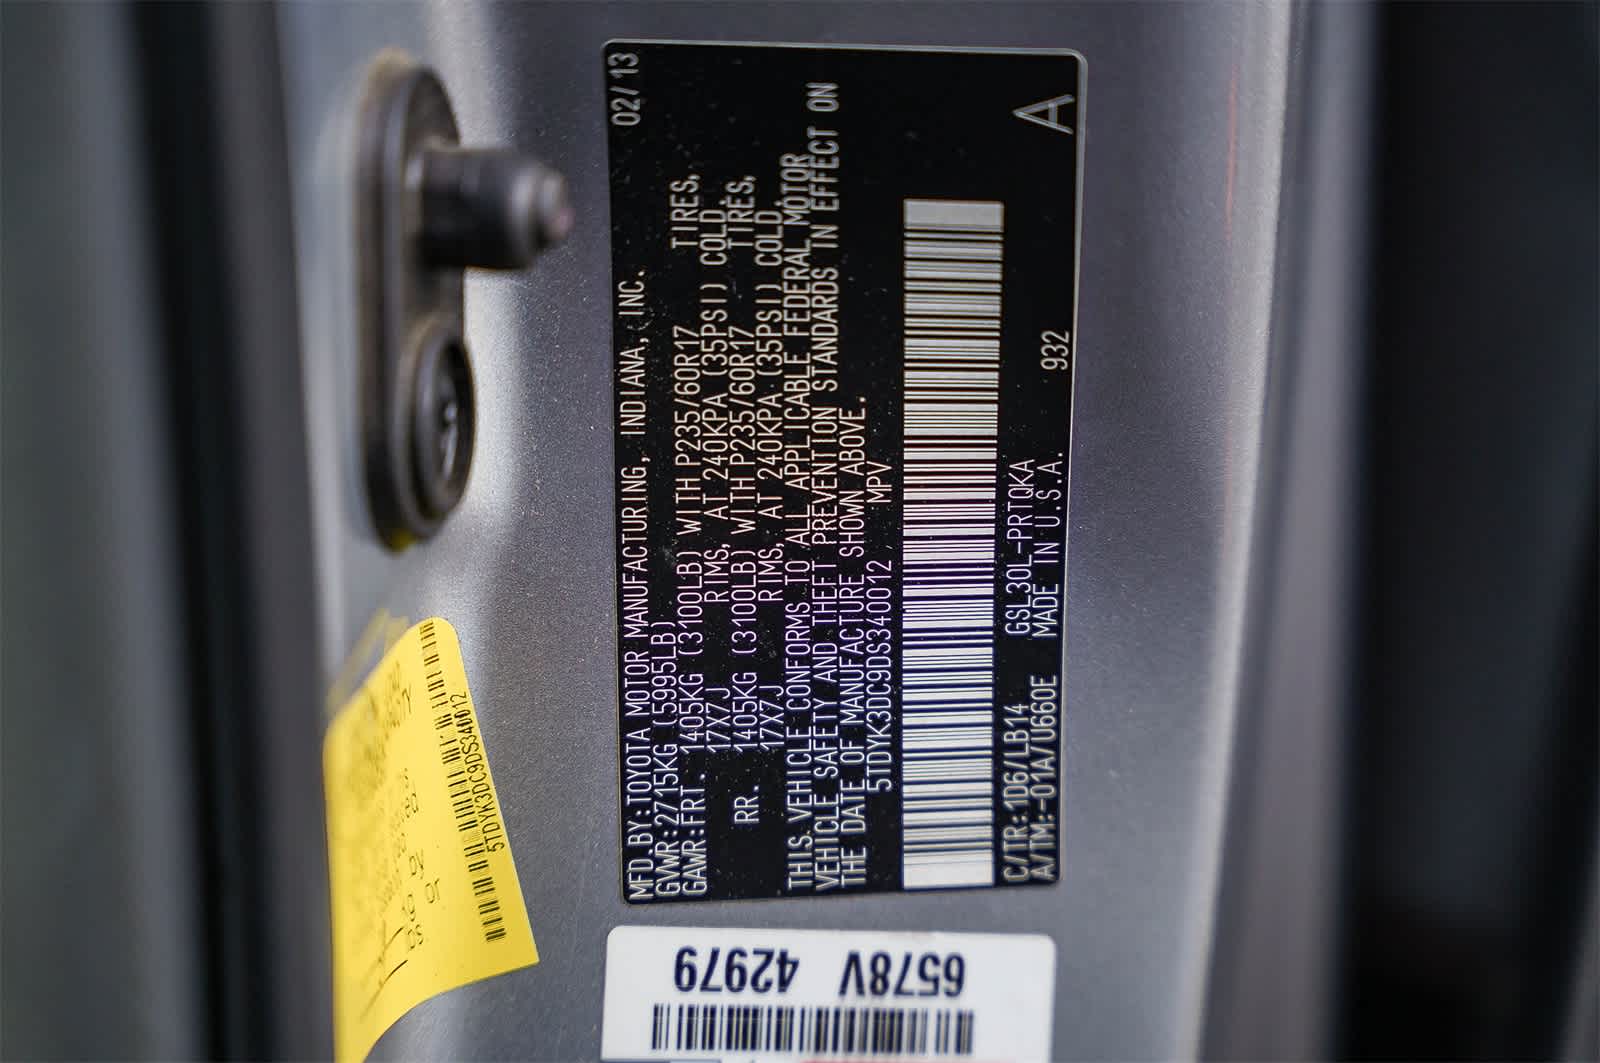 MFD.BY:TOYOTA MOTOR MANUFACTURING, INDIANA,INC. 02/13
GVWR:2715KG(5995LB)
GAWR:FRT. 1405KG(3100LB) WITH P235/60R17 TIRES,
17X7J RIMS, AT 240KPA(35PSI) COLD.
RR. 1405KG(3100LB) WITH P235/60R17 TIRES,
17X7J RIMS, AT 240KPA(35PSI) COLD.
THIS VEHICLE CONFORMS TO ALL APPLICABLE FEDERAL MOTOR
VEHICLE SAFETY AND THEFT PREVENTION STANDARDS IN EFFECT ON
THE DATE OF MANUFACTURE SHOWN ABOVE.
5TDYK3DC9DS340012 MPV
C/TR:1D6/LB14 GSL30L-PRTQKA
A/TM:-01A/U660E MADE IN U.S.A. 932
A
5TDYK3DC9DS340012
by
or
6578V 42979